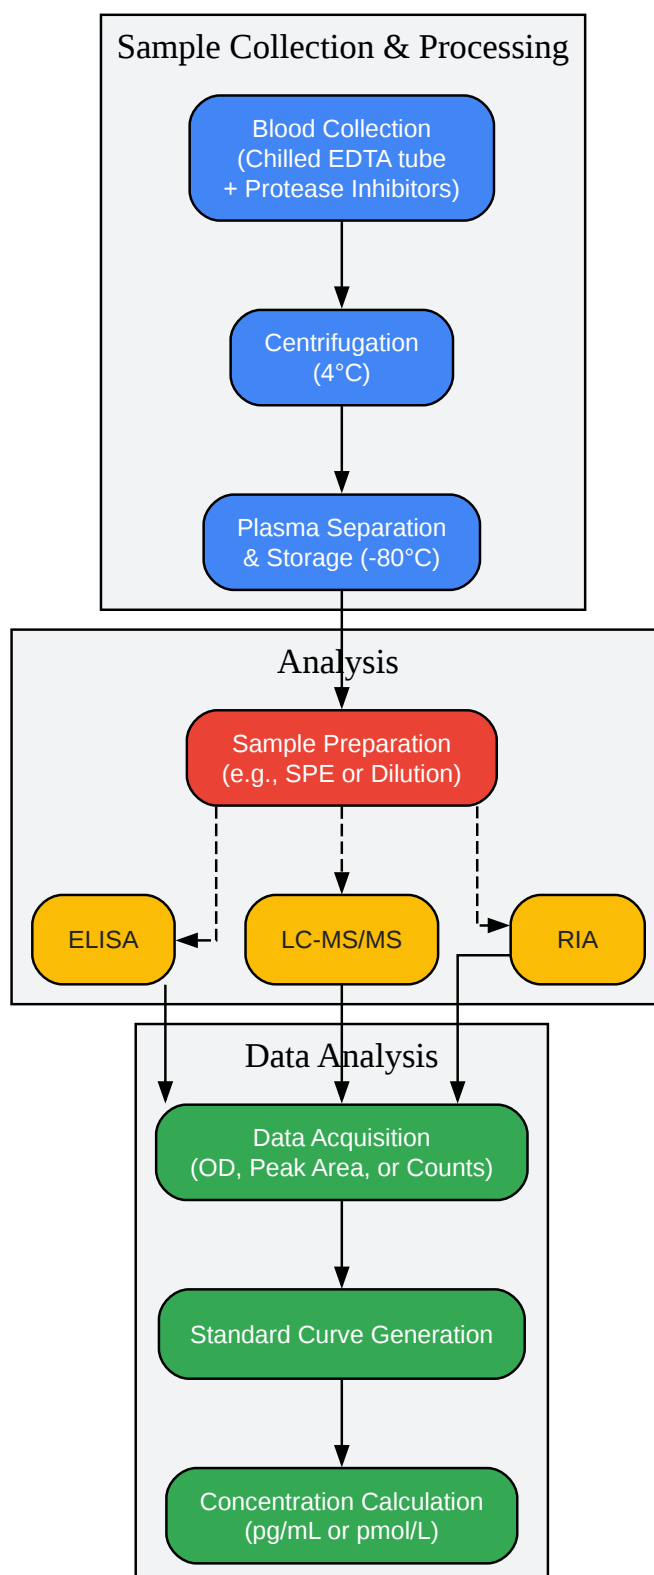 Sample Collection & Processing
Blood Collection
(Chilled EDTA tube
+ Protease Inhibitors)
Centrifugation
(4°C)
Plasma Separation
& Storage (-80°C)
Analysis
Sample Preparation
(e.g., SPE or Dilution)
ELISA
LC-MS/MS
RIA
Data Analysis
Data Acquisition
(OD, Peak Area, or Counts)
Standard Curve Generation
Concentration Calculation
(pg/mL or pmol/L)